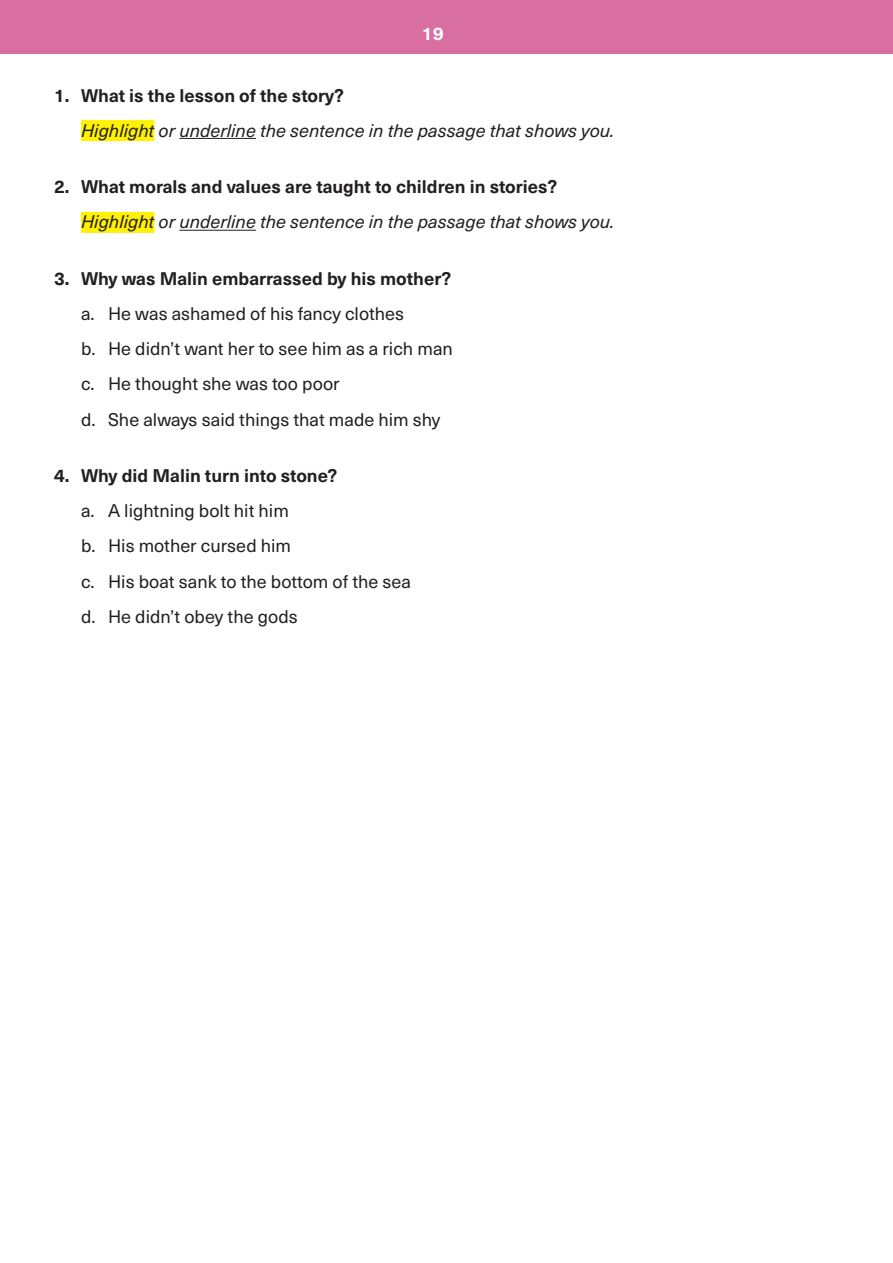 19
1. What is the lesson of the story?
Highlight or underline the sentence in the passage that shows you.
2. What morals and values are taught to children in stories?
Highlight or underline the sentence in the passage that shows you.
3. Why was Malin embarrassed by his mother?
a. He was ashamed of his fancy clothes
b. He didn't want her to see him as a rich man
c. He thought she was too poor
d. She always said things that made him shy
4. Why did Malin turn into stone?
a. A lightning bolt hit him
b. His mother cursed him
c. His boat sank to the bottom of the sea
d. He didn't obey the gods